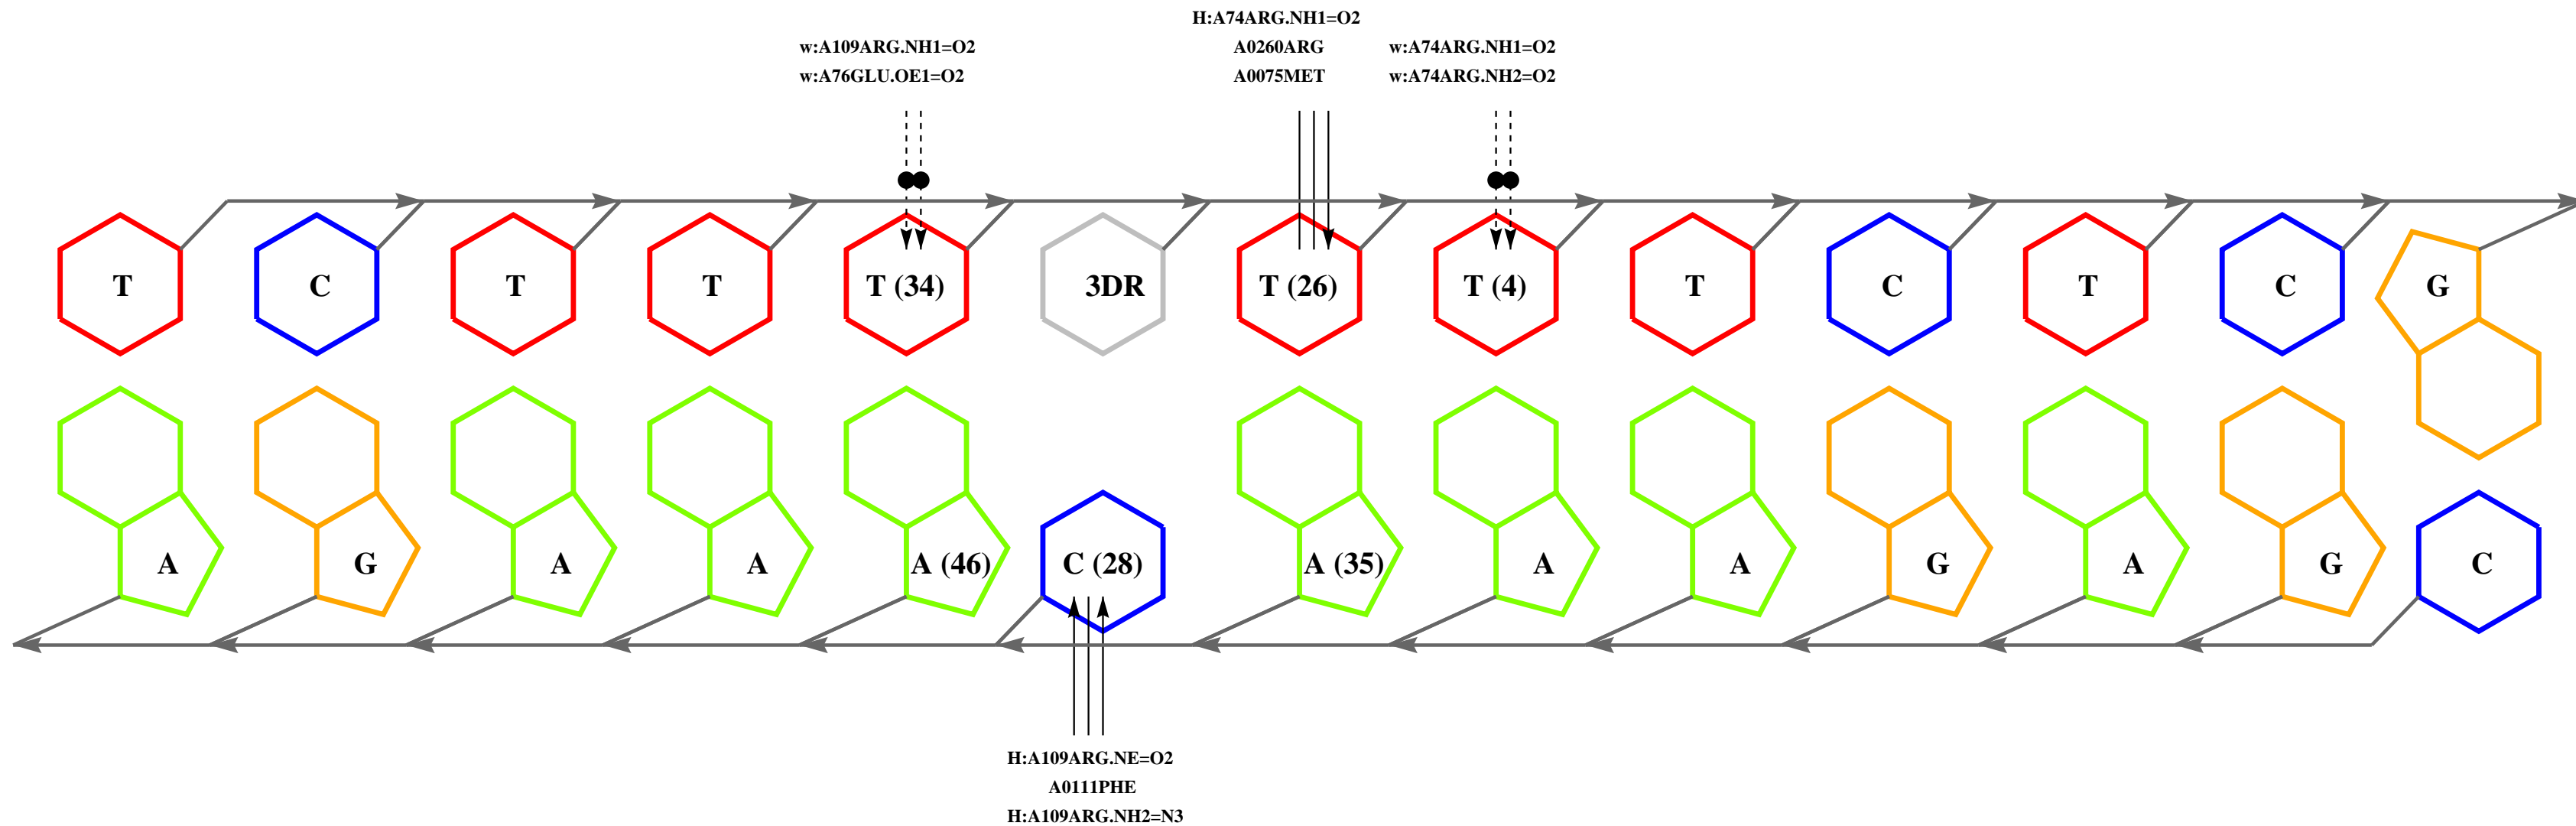 H:A74ARG.NH1=O2
w:A109ARG.NH1=O2 A0260ARG w:A74ARG.NH1=O2
w:A76GLU.OE1=O2 A0075MET w:A74ARG.NH2=O2
T C T T T (34) 3DR T (26) T (4) T C T C G
A G A A A (46) C (28) A (35) A A G A G C
H:A109ARG.NE=O2
A0111PHE
H:A109ARG.NH2=N3